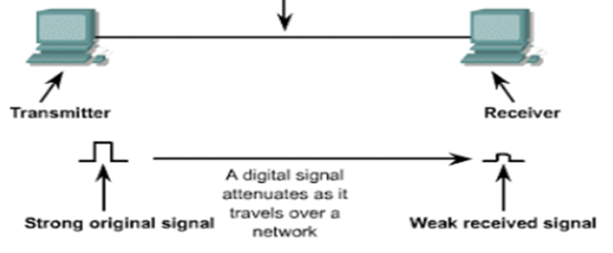 Transmitter
Receiver
A digital signal
attenuates as it
travels over a
network
Strong original signal
Weak received signal